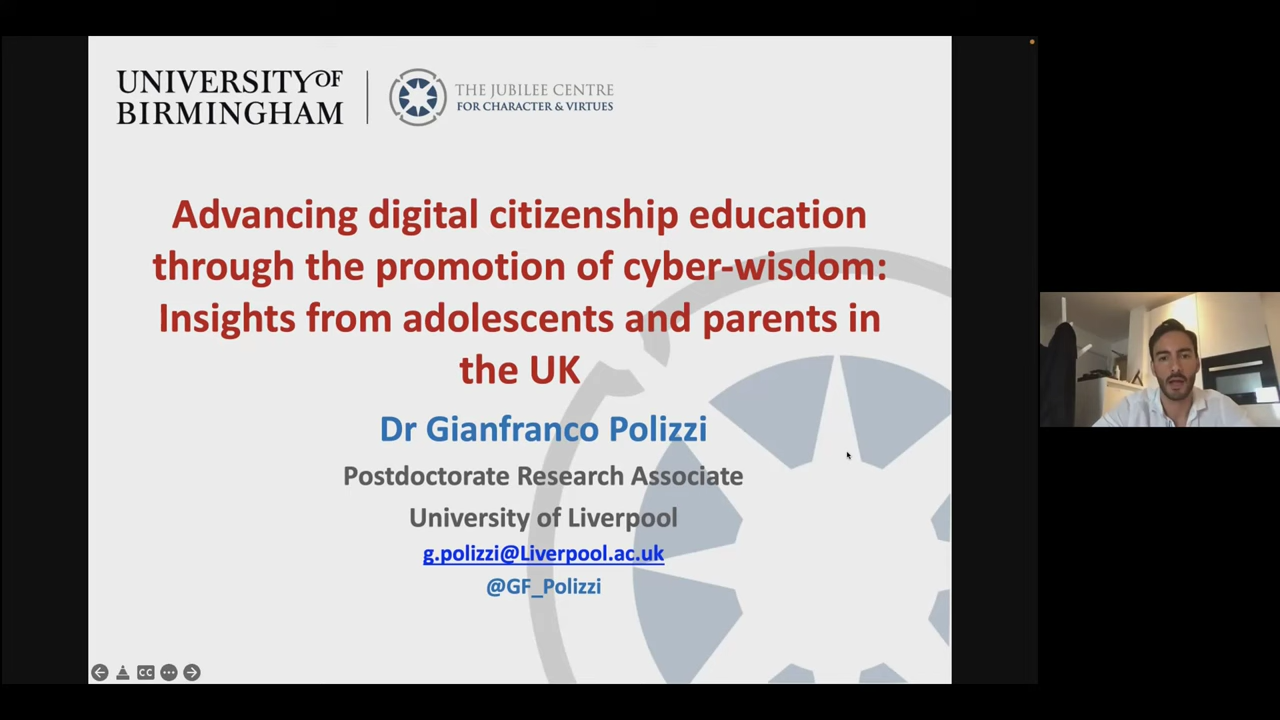 UNIVERSITY OF
BIRMINGHAM
THE JUBILEE CENTRE
FOR CHARACTER & VIRTUES
Advancing digital citizenship education
through the promotion of cyber-wisdom:
Insights from adolescents and parents in
the UK
Dr Gianfranco Polizzi
Postdoctorate Research Associate
University of Liverpool
g.polizzi@Liverpool.ac.uk
@GF_Polizzi
CC